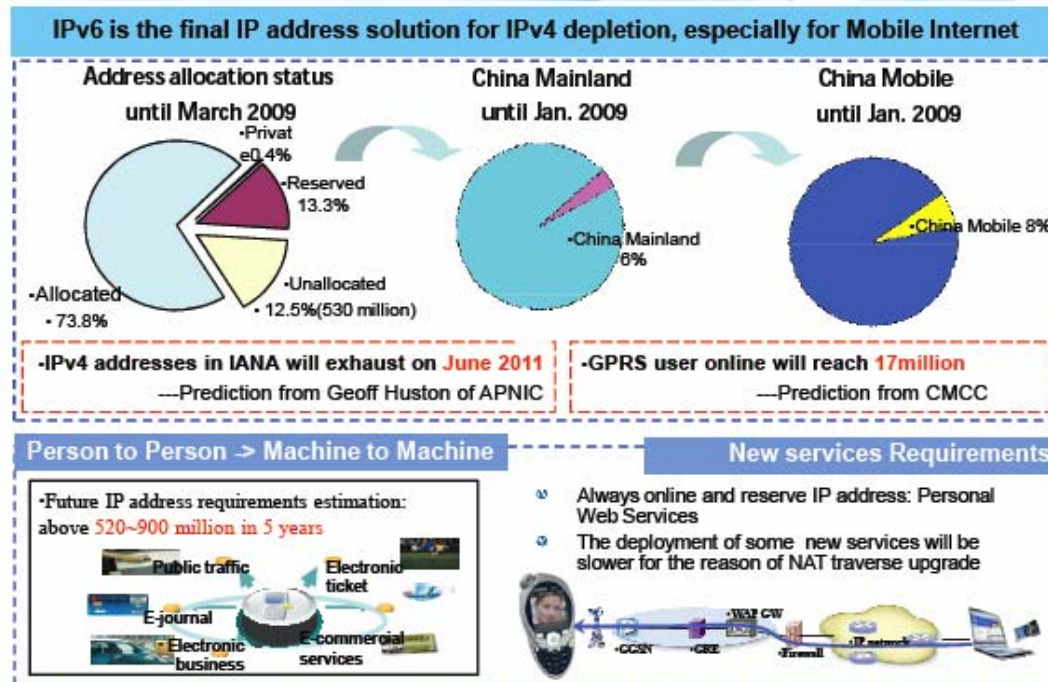 IPv6 is the final IP address solution for IPv4 depletion, especially for Mobile Internet
Address allocation status
until March 2009
•Privat
e0.4%
•Reserved
13.3%
•Unallocated
• 12.5%(530 million)
•Allocated
• 73.8%
China Mainland
until Jan. 2009
•China Mainland
6%
China Mobile
until Jan. 2009
•China Mobile 8%
•IPv4 addresses in IANA will exhaust on June 2011
---Prediction from Geoff Huston of APNIC
•GPRS user online will reach 17million
---Prediction from CMCC
Person to Person -> Machine to Machine
•Future IP address requirements estimation:
above 520~900 million in 5 years
Public traffic
Electronic
ticket
E-journal
Electronic
business
E-commercial
services
New services Requirements
Always online and reserve IP address: Personal
Web Services
The deployment of some new services will be
slower for the reason of NAT traverse upgrade
•WAP GW
•GGSN
•GRE
•Firewall
•IP network